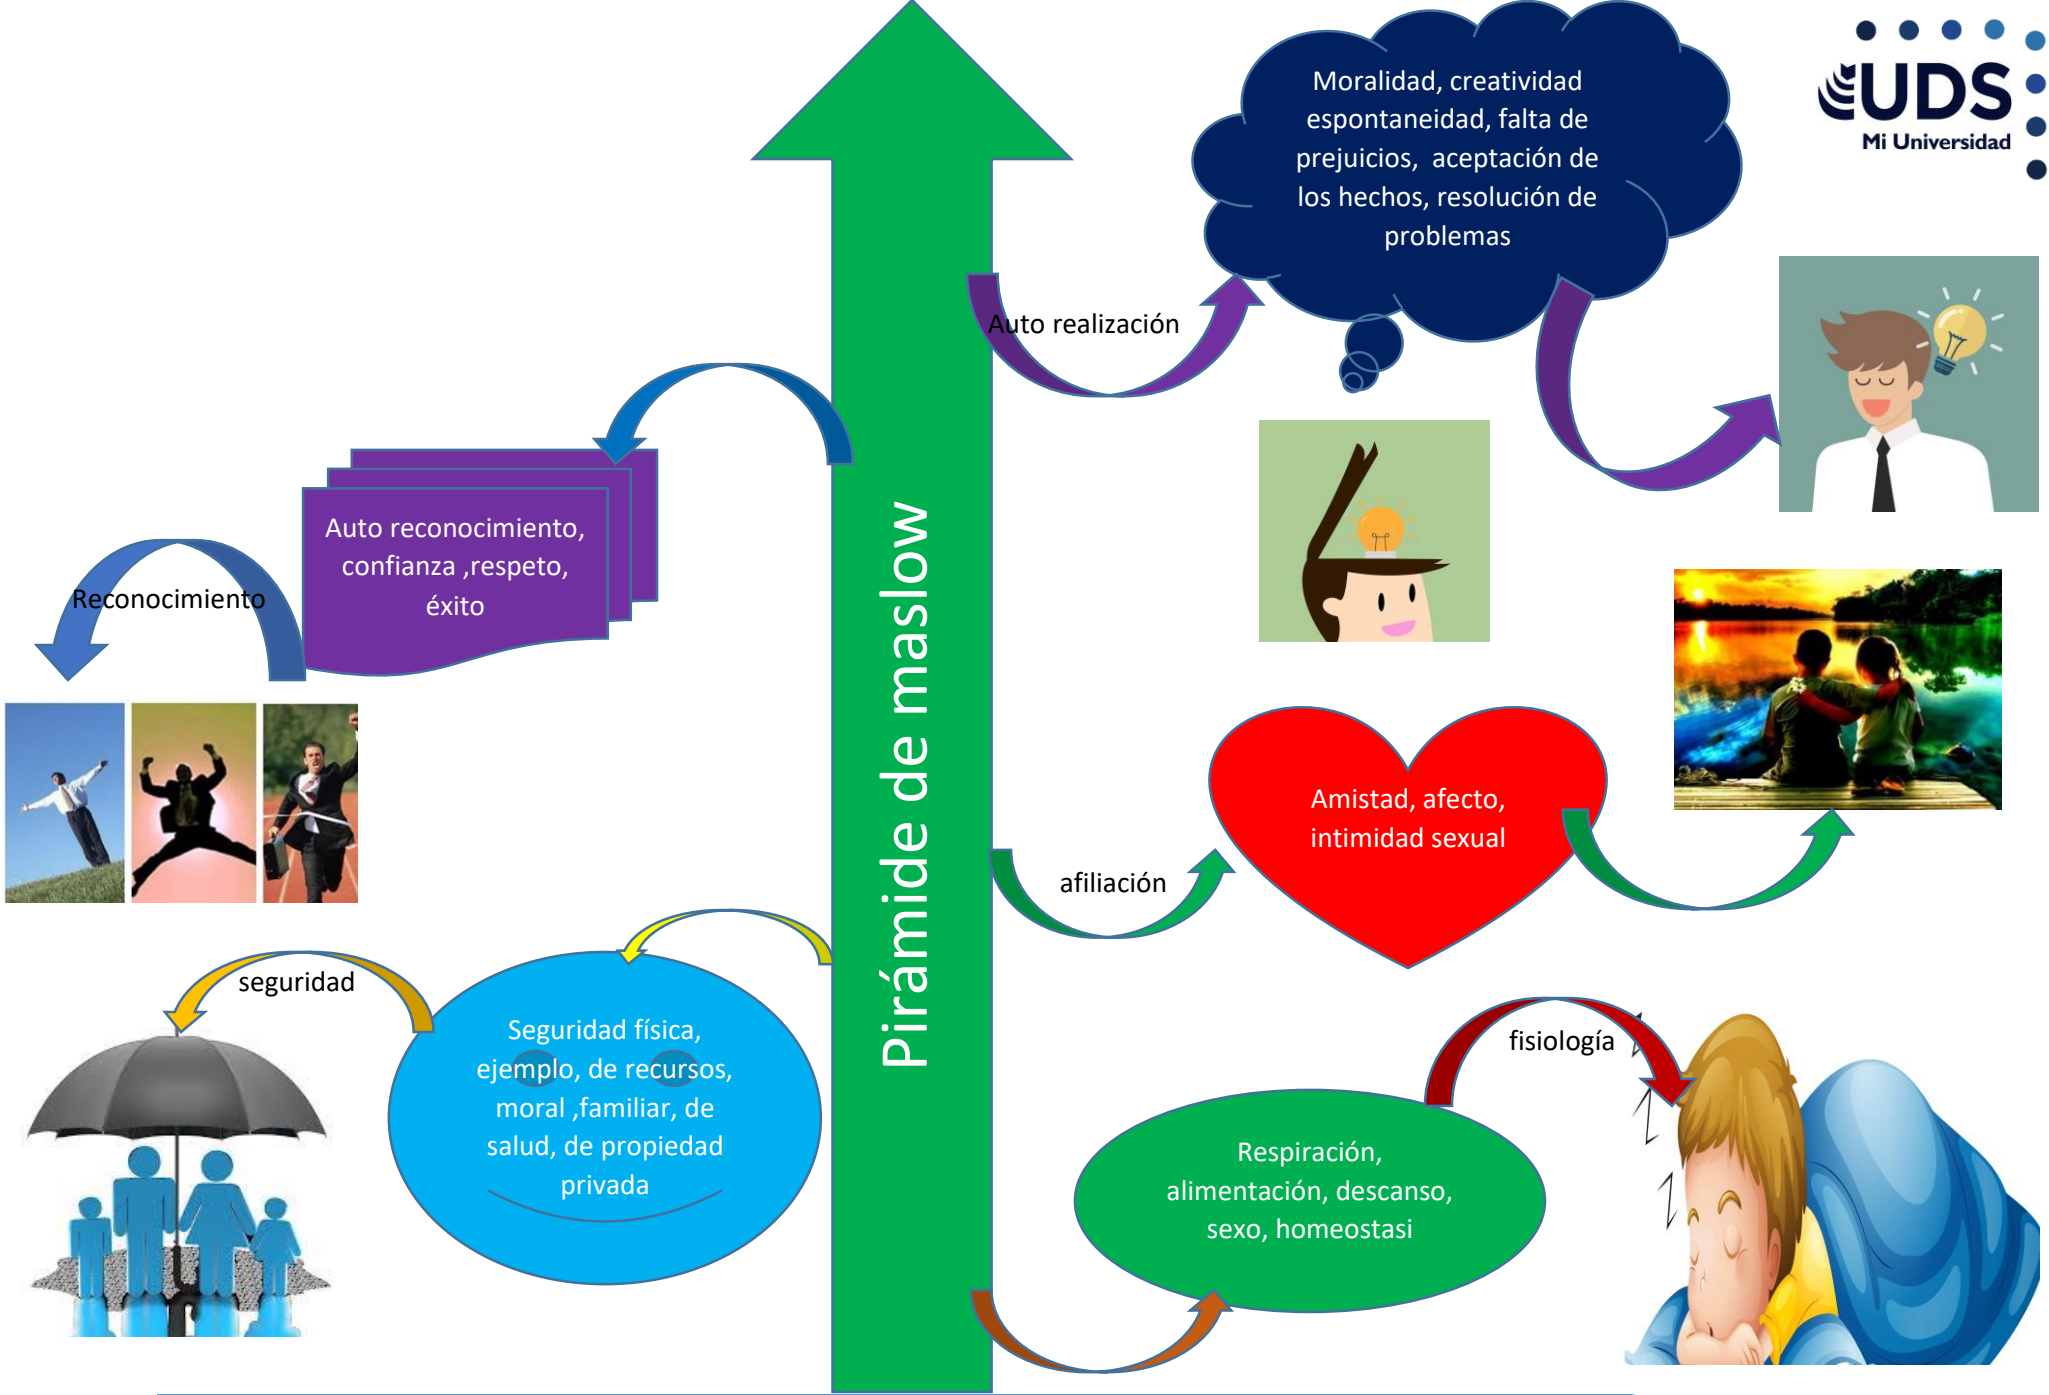 Moralidad, creatividad
espontaneidad, falta de
prejuicios, aceptación de
los hechos, resolución de
problemas
UDS
Mi Universidad
Auto realización
Auto reconocimiento,
confianza ,respeto,
éxito
Reconocimiento
Pirámide de maslow
Amistad, afecto,
intimidad sexual
afiliación
seguridad
Seguridad física,
ejemplo, de recursos,
moral ,familiar, de
salud, de propiedad
privada
fisiología
Respiración,
alimentación, descanso,
sexo, homeostasi